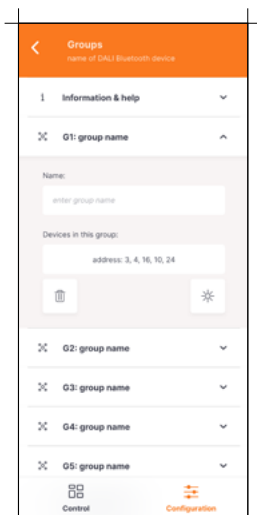 Groups
name of DALI Bluetooth device
i Information & help
G1: group name
Name:
enter group name
Devices in this group:
address: 3, 4, 16, 10, 24
G2: group name
G3: group name
G4: group name
G5: group name
Control Configuration